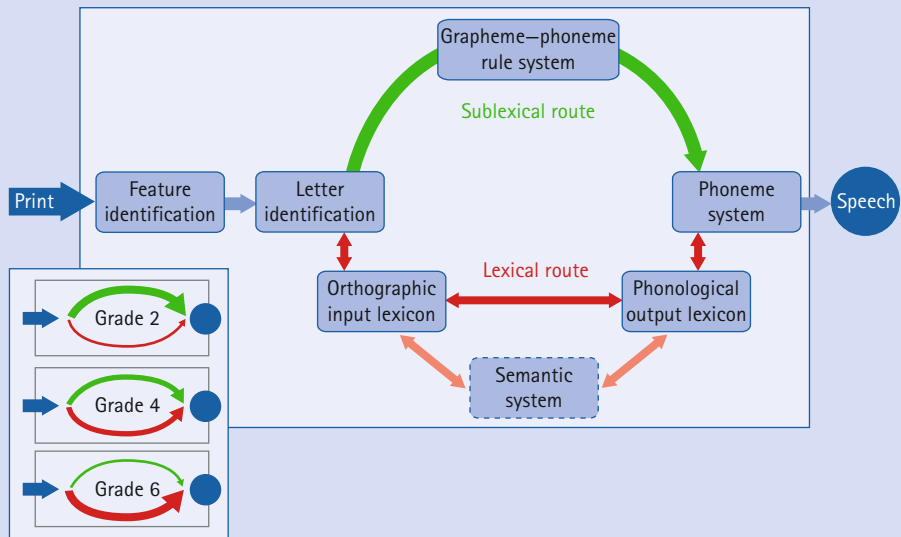 Grapheme–phoneme
rule system
Sublexical route
Print
Feature
identification
Letter
identification
Phoneme
system
Speech
Lexical route
Orthographic
input lexicon
Phonological
output lexicon
Semantic
system
Grade 2
Grade 4
Grade 6